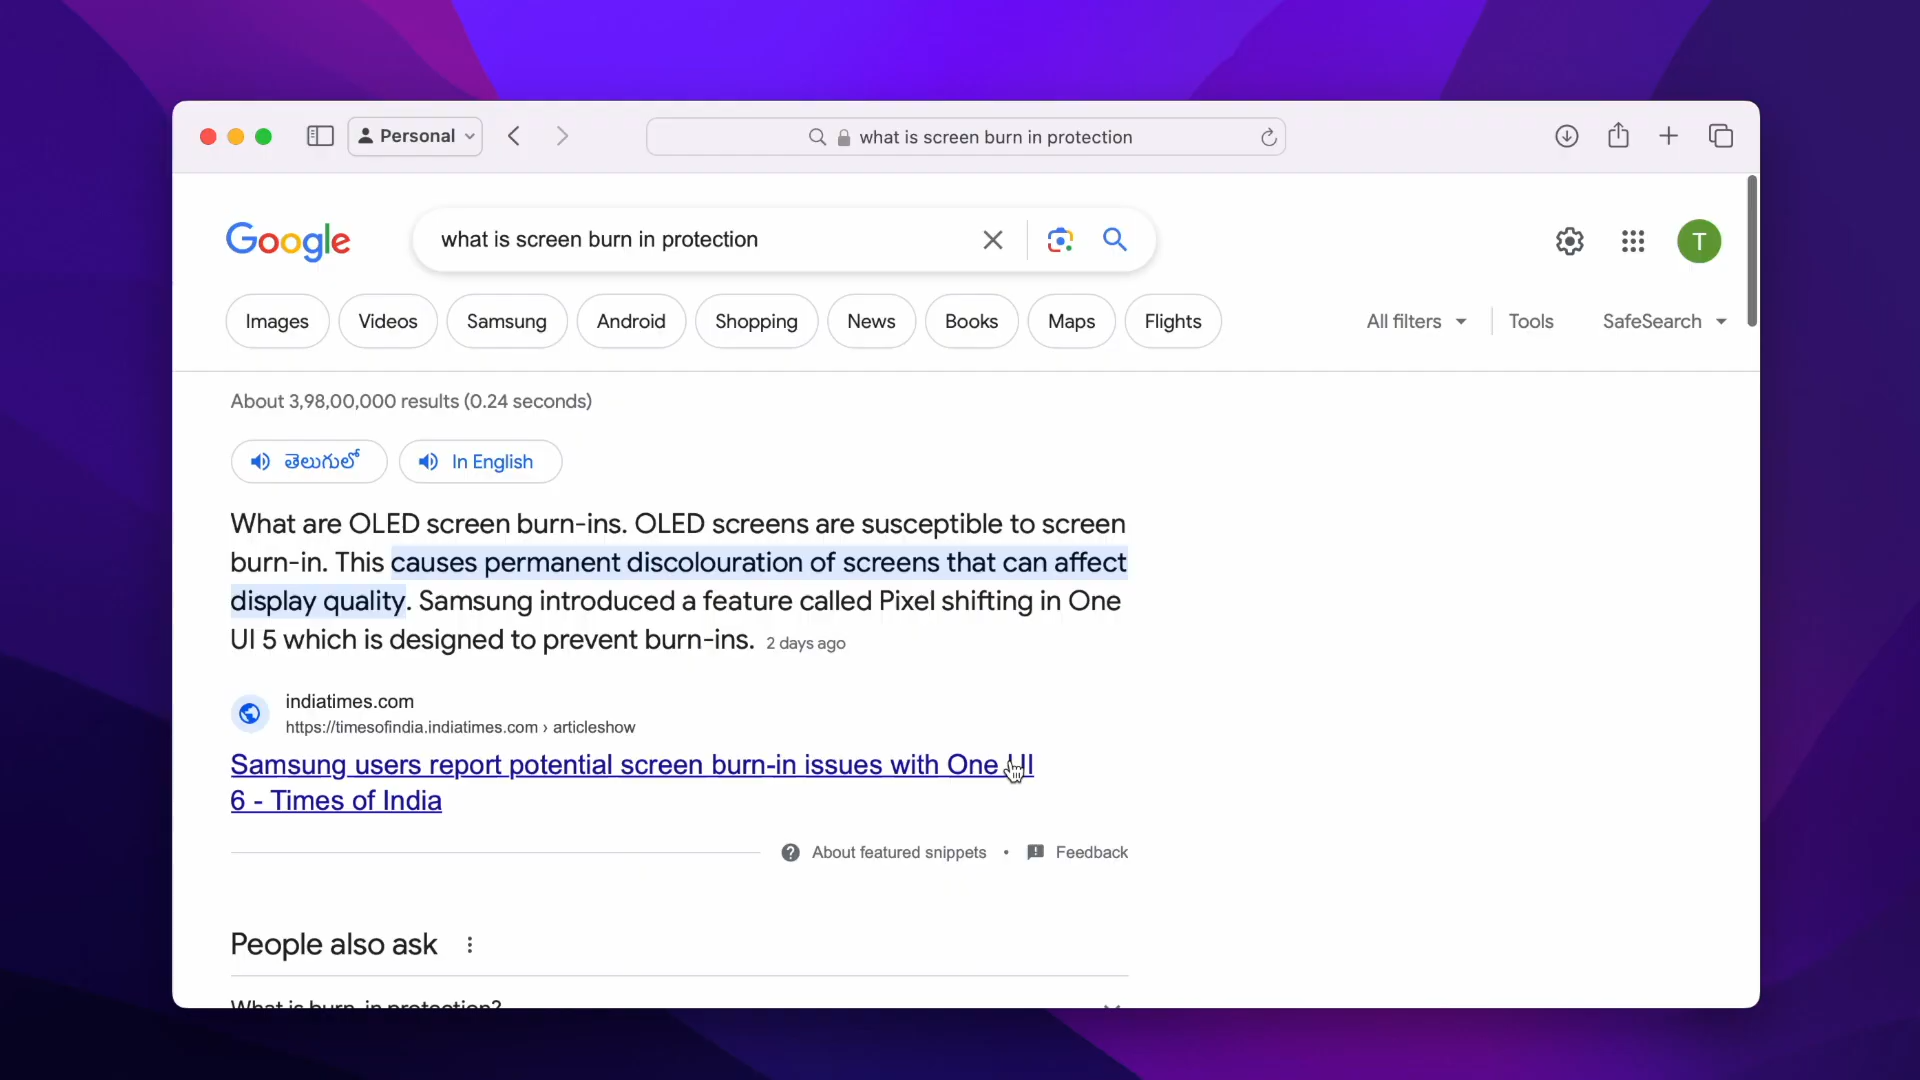 Personal
what is screen burn in protection
Google
what is screen burn in protection
T
Images
Videos
Samsung
Android
Shopping
News
Books
Maps
Flights
All filters
Tools
SafeSearch
About 3,98,00,000 results (0.24 seconds)
తెలుగులో
In English
What are OLED screen burn-ins. OLED screens are susceptible to screen
burn-in. This causes permanent discolouration of screens that can affect
display quality. Samsung introduced a feature called Pixel shifting in One
UI 5 which is designed to prevent burn-ins. 2 days ago
indiatimes.com
https://timesofindia.indiatimes.com › articleshow
Samsung users report potential screen burn-in issues with One UI
6 - Times of India
About featured snippets • Feedback
People also ask
What is burn-in protection?